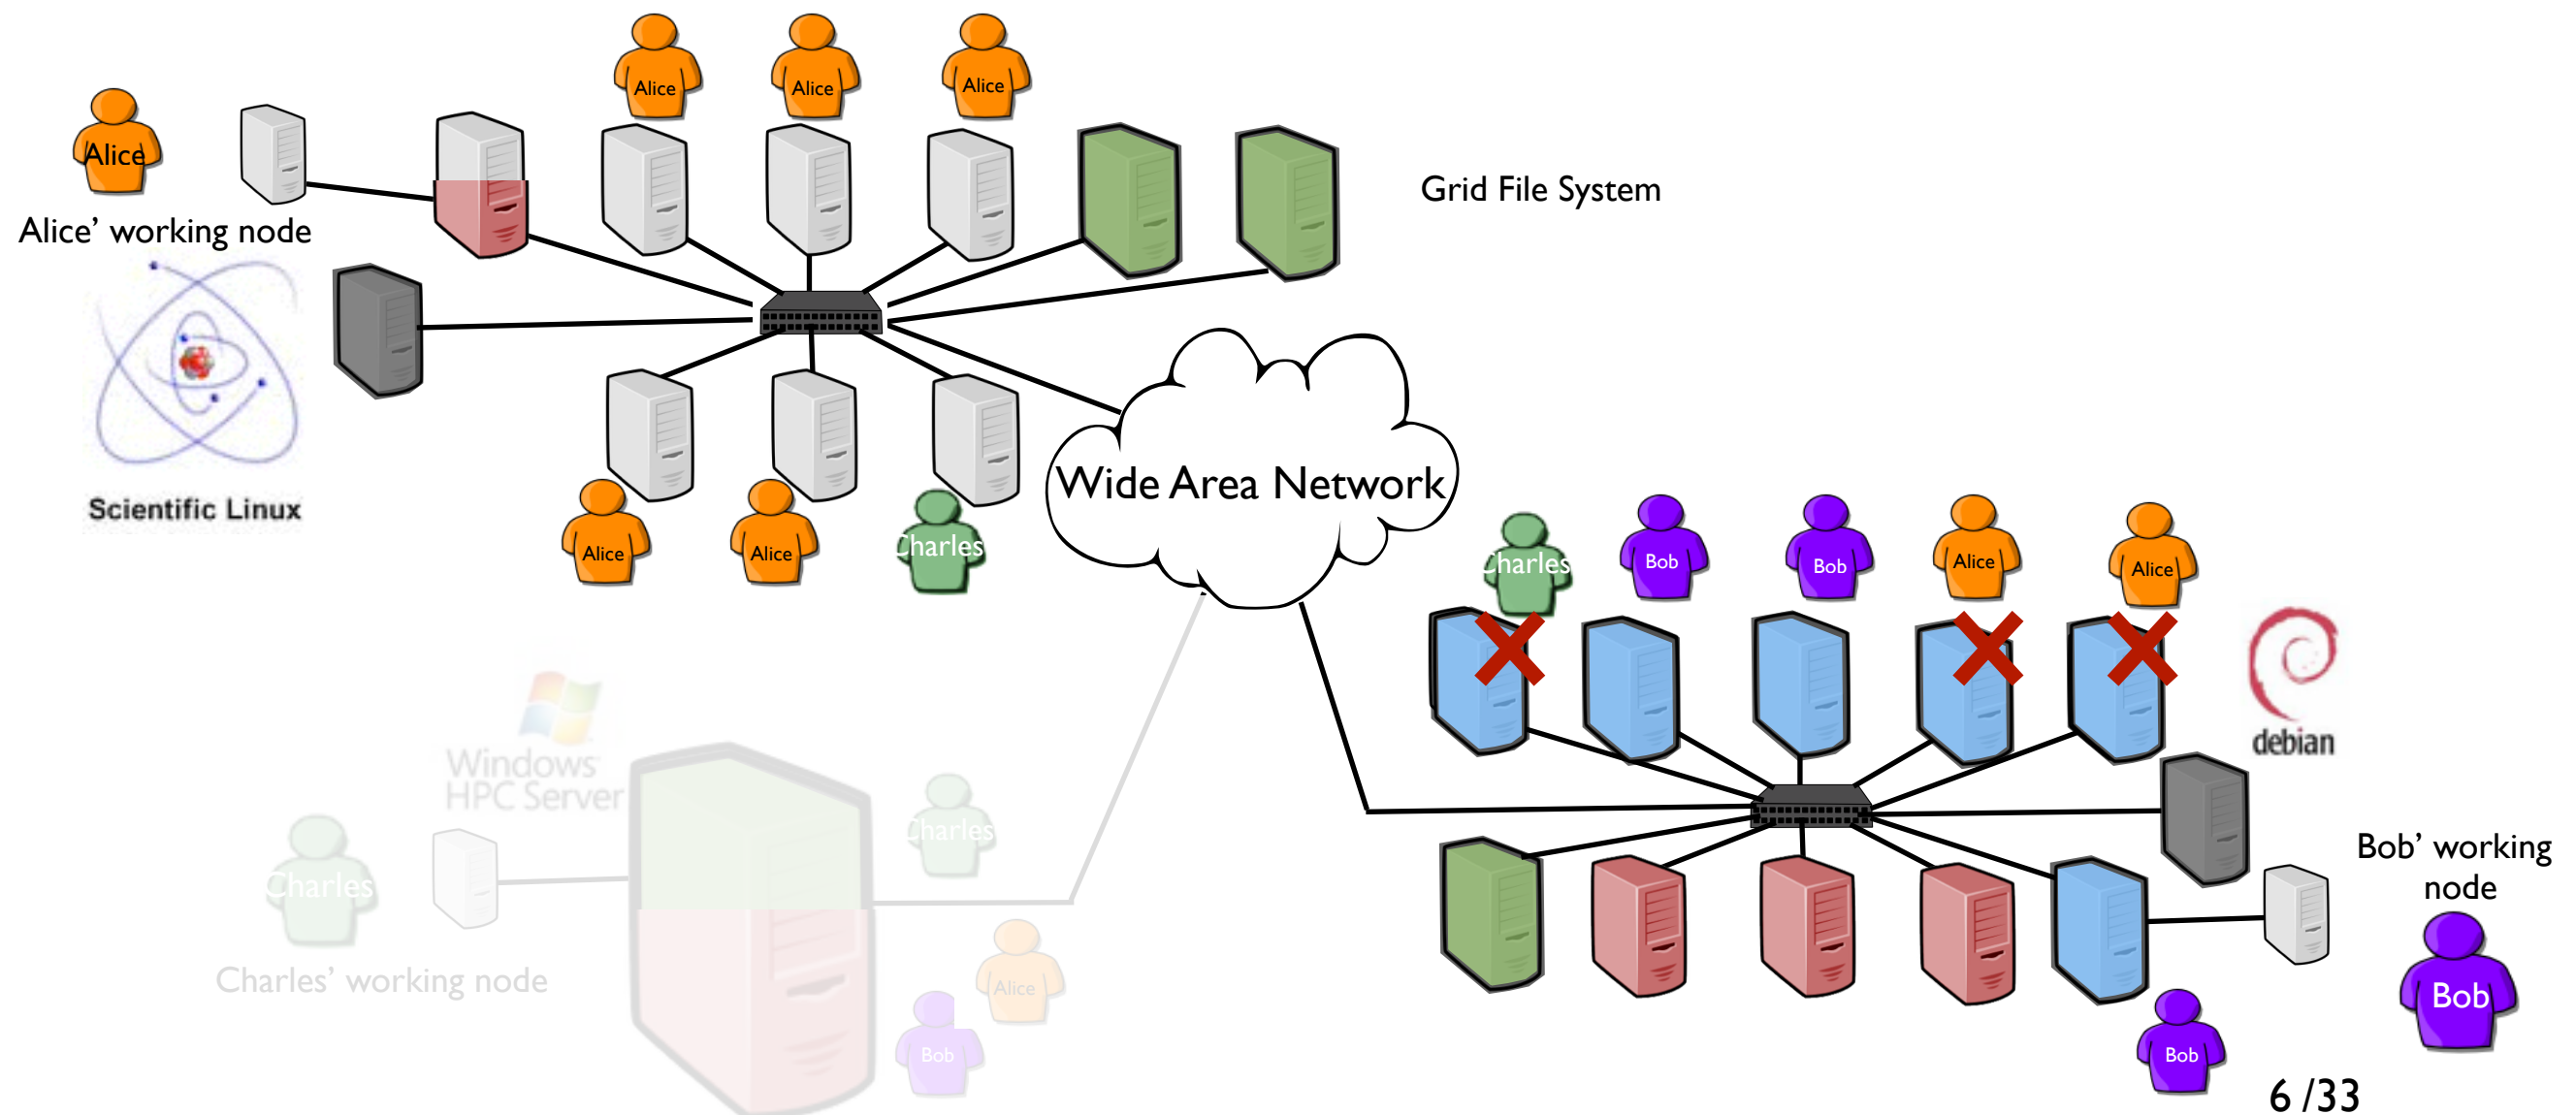 Alice
Alice
Alice
Alice
Alice' working node
Grid File System
Scientific Linux
Alice
Alice
Charles
Wide Area Network
Charles
Bob
Bob
Alice
Alice
debian
Windows
HPC Server
Charles
Charles
Charles' working node
Alice
Bob
Bob' working
node
Bob
Bob
6 /33